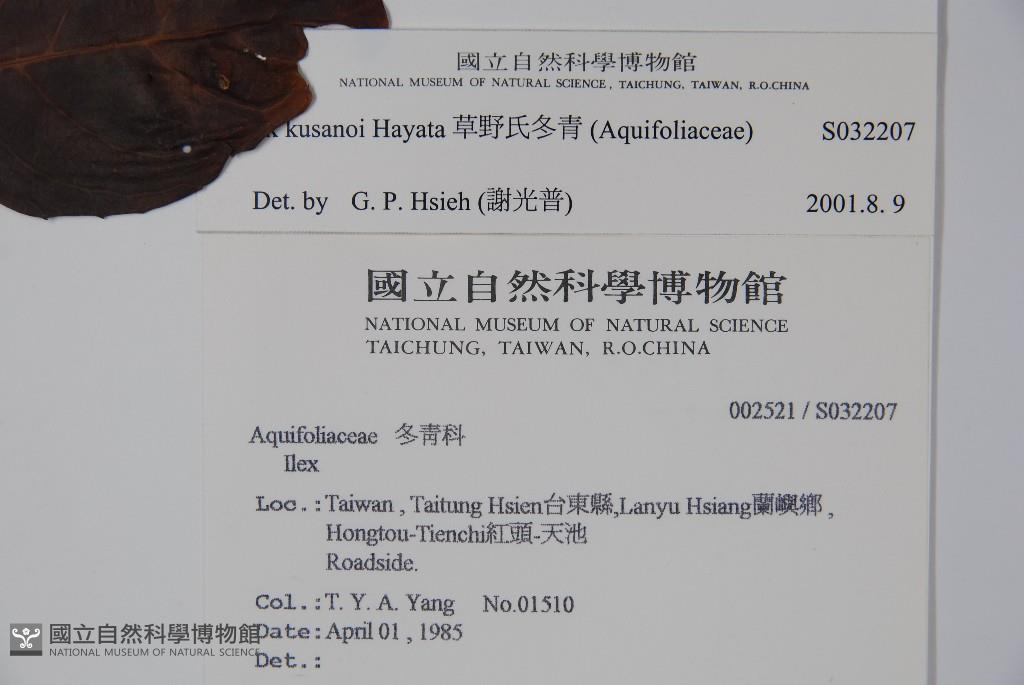 國立自然科學博物館
NATIONAL MUSEUM OF NATURAL SCIENCE, TAICHUNG, TAIWAN, R.O.CHINA
kusanoi Hayata 草野氏冬青 (Aquifoliaceae) S032207
Det. by G. P. Hsieh (謝光普) 2001.8. 9
國立自然科學博物館
NATIONAL MUSEUM OF NATURAL SCIENCE
TAICHUNG, TAIWAN, R.O.CHINA
002521 / S032207
Aquifoliaceae 冬青科
Ilex
Loc.: Taiwan , Taitung Hsien台東縣,Lanyu Hsiang蘭嶼鄉 ,
Hongtou-Tienchi紅頭-天池
Roadside.
Col.: T. Y. A. Yang No.01510
Date: April 01 , 1985
Det.:
國立自然科學博物館
NATIONAL MUSEUM OF NATURAL SCIENCE